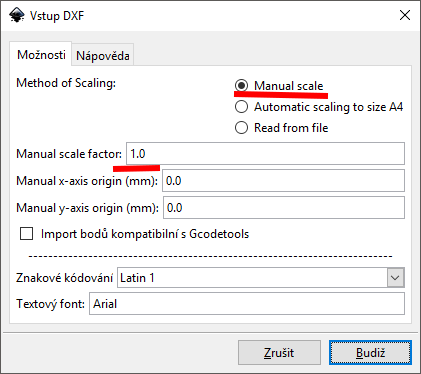 Vstup DXF
Možnosti Nápověda
Method of Scaling:
Manual scale
Automatic scaling to size A4
Read from file
Manual scale factor: 1.0
Manual x-axis origin (mm): 0.0
Manual y-axis origin (mm): 0.0
Import bodů kompatibilní s Gcodetools
-------------------------------------------------------------------------
Znakové kódování Latin 1
Textový font: Arial
Zrušit Budiž